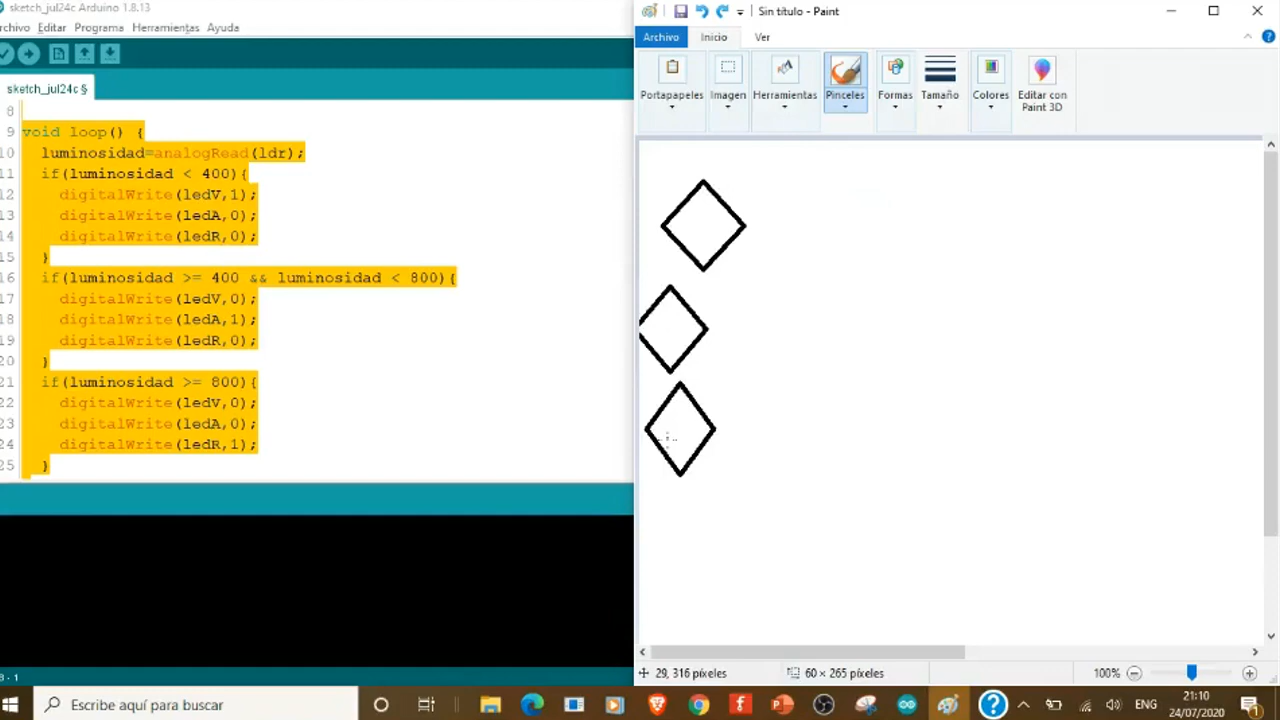 sketch_jul24c Arduino 1.8.13
rchivo Editar Programa Herramientas Ayuda
sketch_jul24c §
8
9 void loop() {
10 luminosidad=analogRead(ldr);
11 if(luminosidad < 400){
12 digitalWrite(ledV,1);
13 digitalWrite(ledA,0);
14 digitalWrite(ledR,0);
15 }
16 if(luminosidad >= 400 && luminosidad < 800){
17 digitalWrite(ledV,0);
18 digitalWrite(ledA,1);
19 digitalWrite(ledR,0);
20 }
21 if(luminosidad >= 800){
22 digitalWrite(ledV,0);
23 digitalWrite(ledA,0);
24 digitalWrite(ledR,1);
25 }
Sin título - Paint
Archivo Inicio Ver
Portapapeles Imagen Herramientas Pinceles Formas Tamaño Colores Editar con
Paint 3D
29, 316 píxeles 60 × 265 píxeles 100%
Escribe aquí para buscar
ENG
21:10
24/07/2020
1